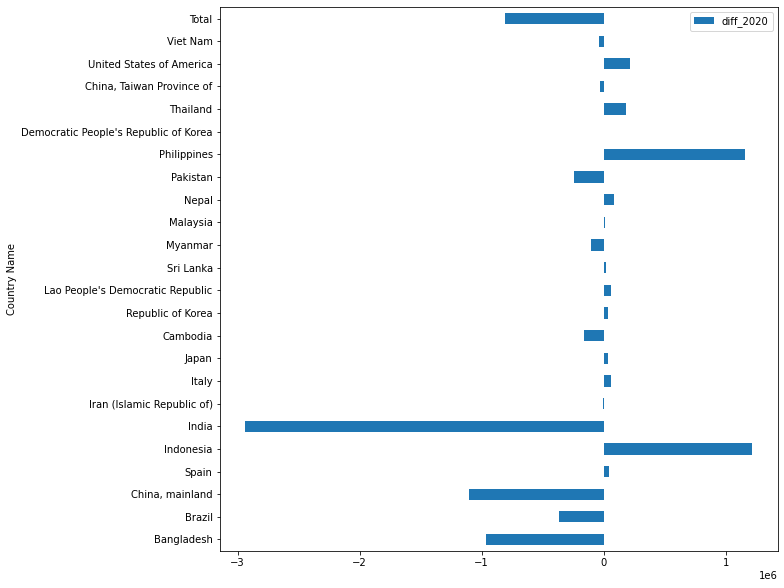 diff_2020
Total
Viet Nam
United States of America
China, Taiwan Province of
Thailand
Democratic People's Republic of Korea
Philippines
Pakistan
Nepal
Malaysia
Myanmar
Sri Lanka
Lao People's Democratic Republic
Republic of Korea
Cambodia
Japan
Italy
Iran (Islamic Republic of)
India
Indonesia
Spain
China, mainland
Brazil
Bangladesh
Country Name
−3 −2 −1 0 1
1e6